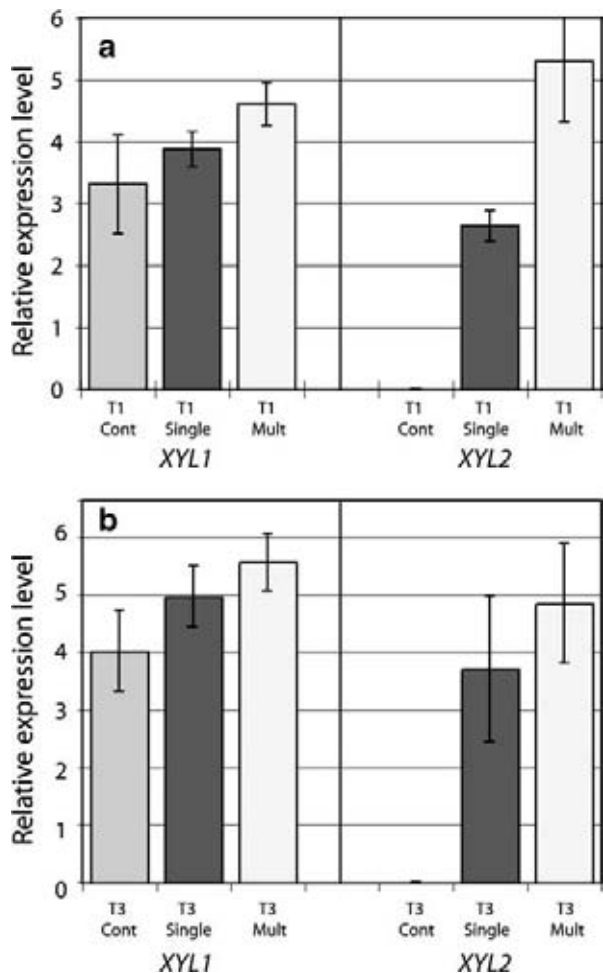 a
Relative expression level
6
5
4
3
2
1
0
T1 T1 T1 T1 T1 T1
Cont Single Mult Cont Single Mult
XYL1 XYL2
b
Relative expression level
6
5
4
3
2
1
0
T3 T3 T3 T3 T3 T3
Cont Single Mult Cont Single Mult
XYL1 XYL2